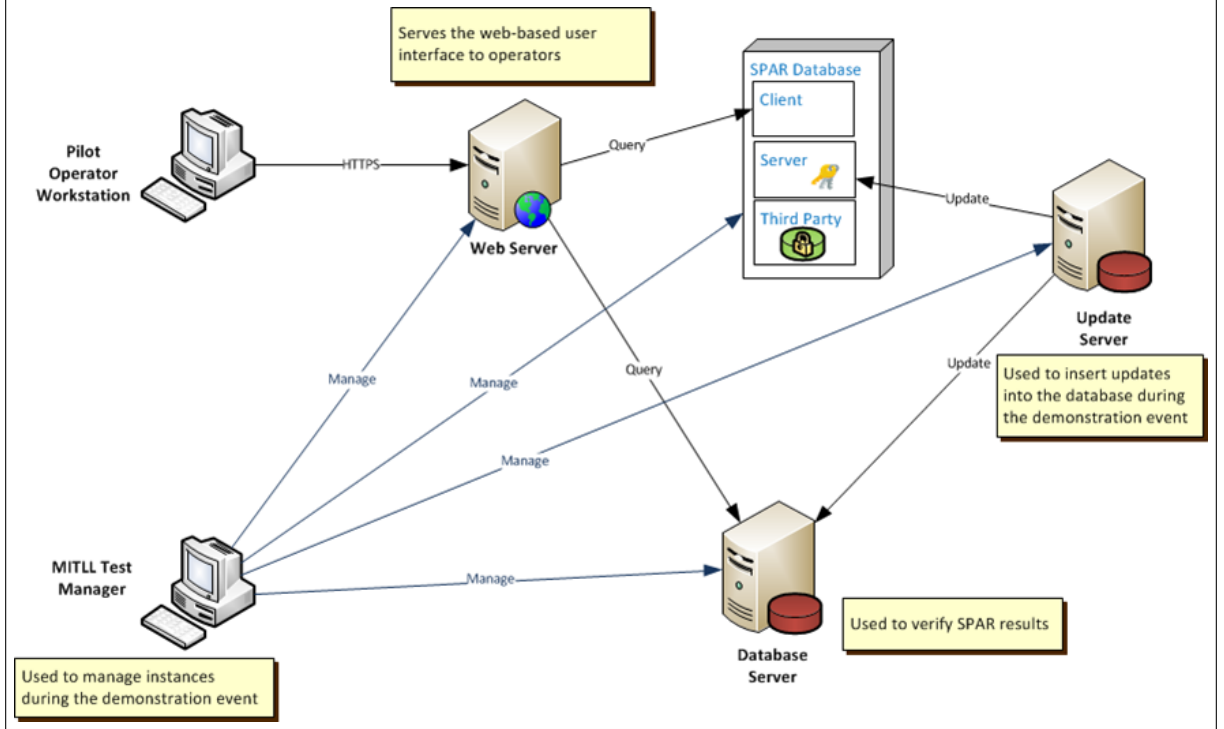 Serves the web-based user
interface to operators
SPAR Database
Client
Server
Third Party
Pilot
Operator
Workstation
HTTPS
Query
Web Server
Update
Update
Server
Used to insert updates
into the database during
the demonstration event
Manage
Manage
Query
Update
Manage
Manage
MITLL Test
Manager
Used to manage instances
during the demonstration event
Database
Server
Used to verify SPAR results